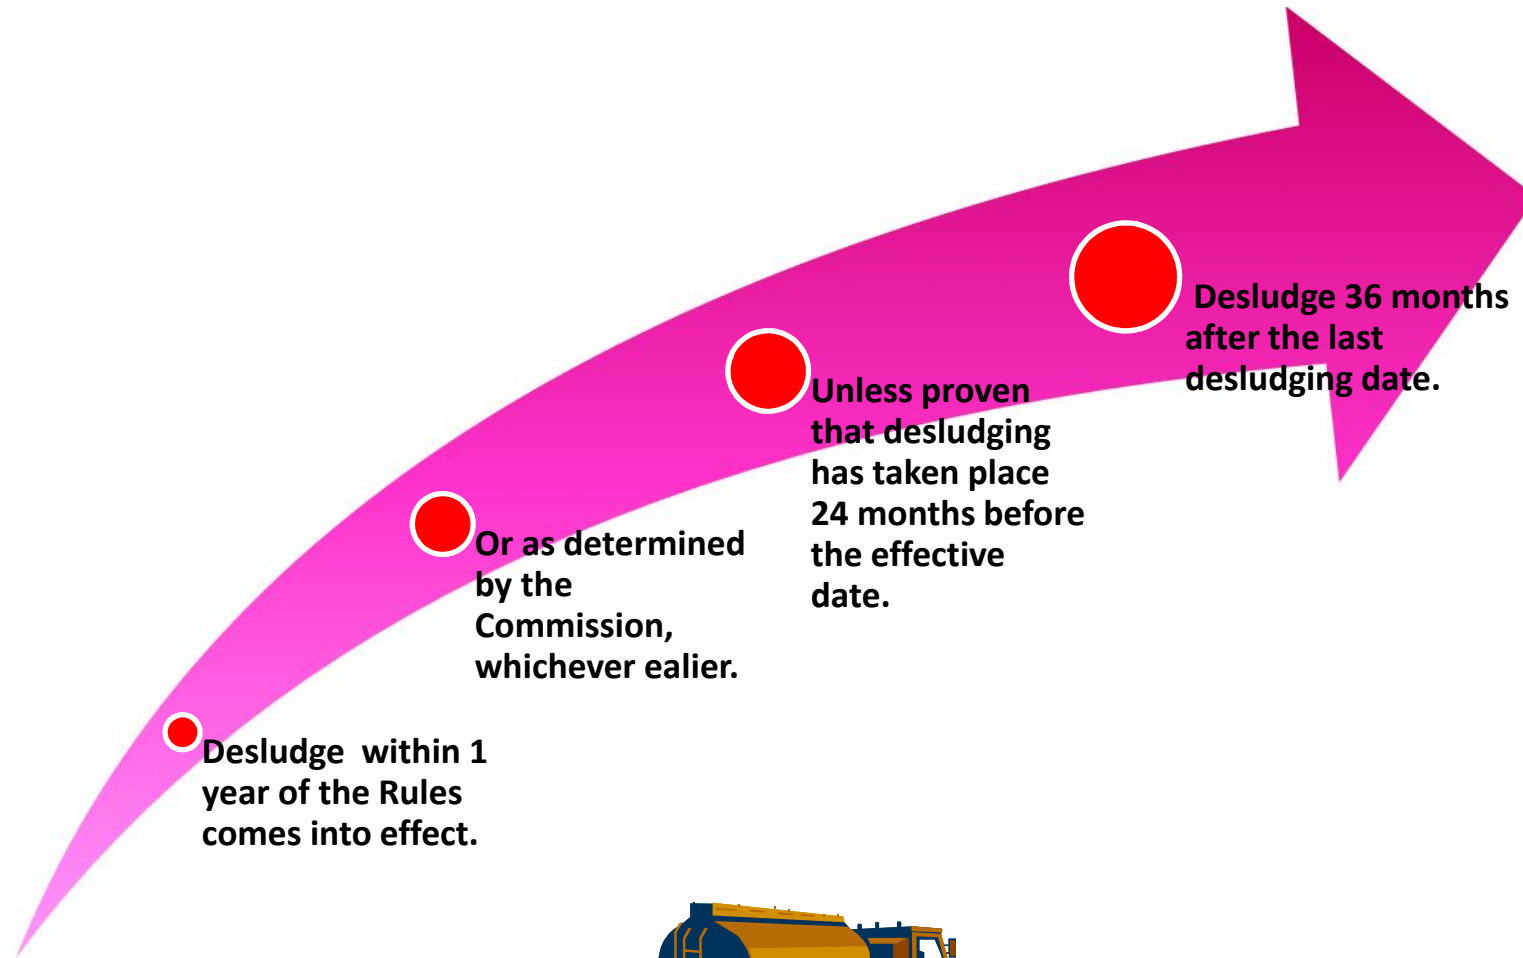 Desludge  within 1
year of the Rules
comes into effect.
Or as determined
by the
Commission,
whichever ealier.
Unless proven
that desludging
has taken place
24 months before
the effective
date.
Desludge 36 months
after the last
desludging date.